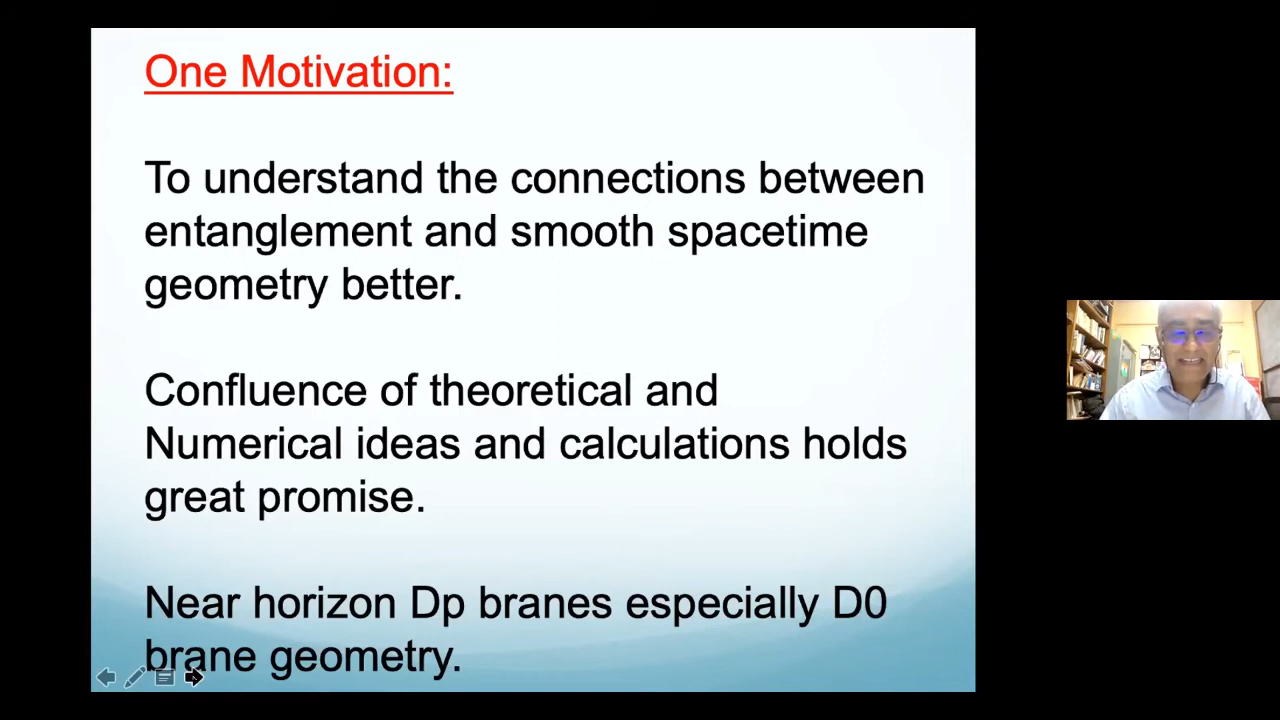 One Motivation:
To understand the connections between
entanglement and smooth spacetime
geometry better.
Confluence of theoretical and
Numerical ideas and calculations holds
great promise.
Near horizon Dp branes especially D0
brane geometry.